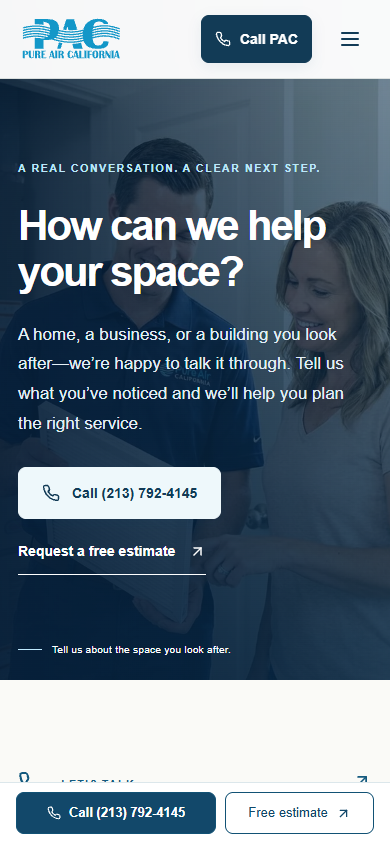 PAC
PURE AIR CALIFORNIA
Call PAC
A REAL CONVERSATION. A CLEAR NEXT STEP.
How can we help
your space?
A home, a business, or a building you look
after—we’re happy to talk it through. Tell us
what you’ve noticed and we’ll help you plan
the right service.
Call (213) 792-4145
Request a free estimate
Tell us about the space you look after.
LET'S TALK
Call (213) 792-4145
Free estimate